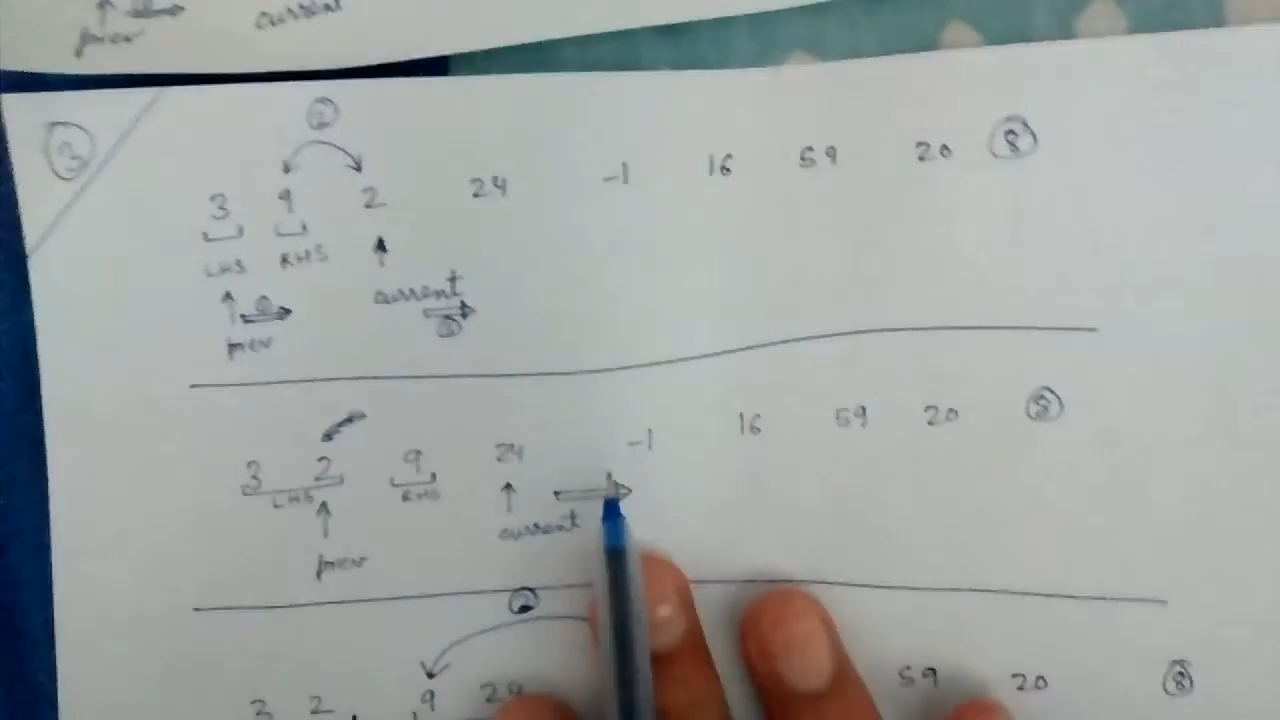 prev current
3
2
3 9 2 24 -1 16 59 20 8
LHS RHS
current
prev
3 2 9 24 -1 16 59 20 8
LHS RHS
current
prev
2
3 2 9 24 59 20 8